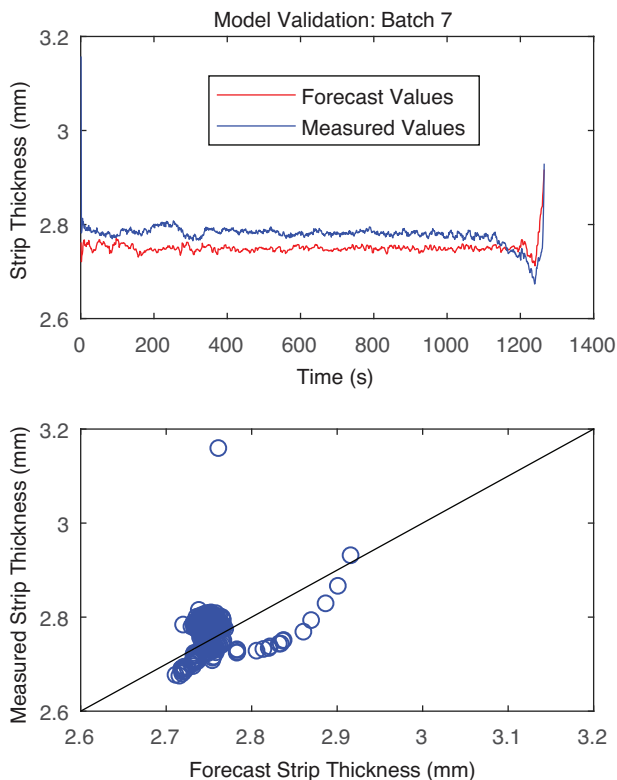 Model Validation: Batch 7
3.2
3
2.8
2.6
Strip Thickness (mm)
Forecast Values
Measured Values
0 200 400 600 800 1000 1200 1400
Time (s)
3.2
3
2.8
2.6
Measured Strip Thickness (mm)
2.6 2.7 2.8 2.9 3 3.1 3.2
Forecast Strip Thickness (mm)